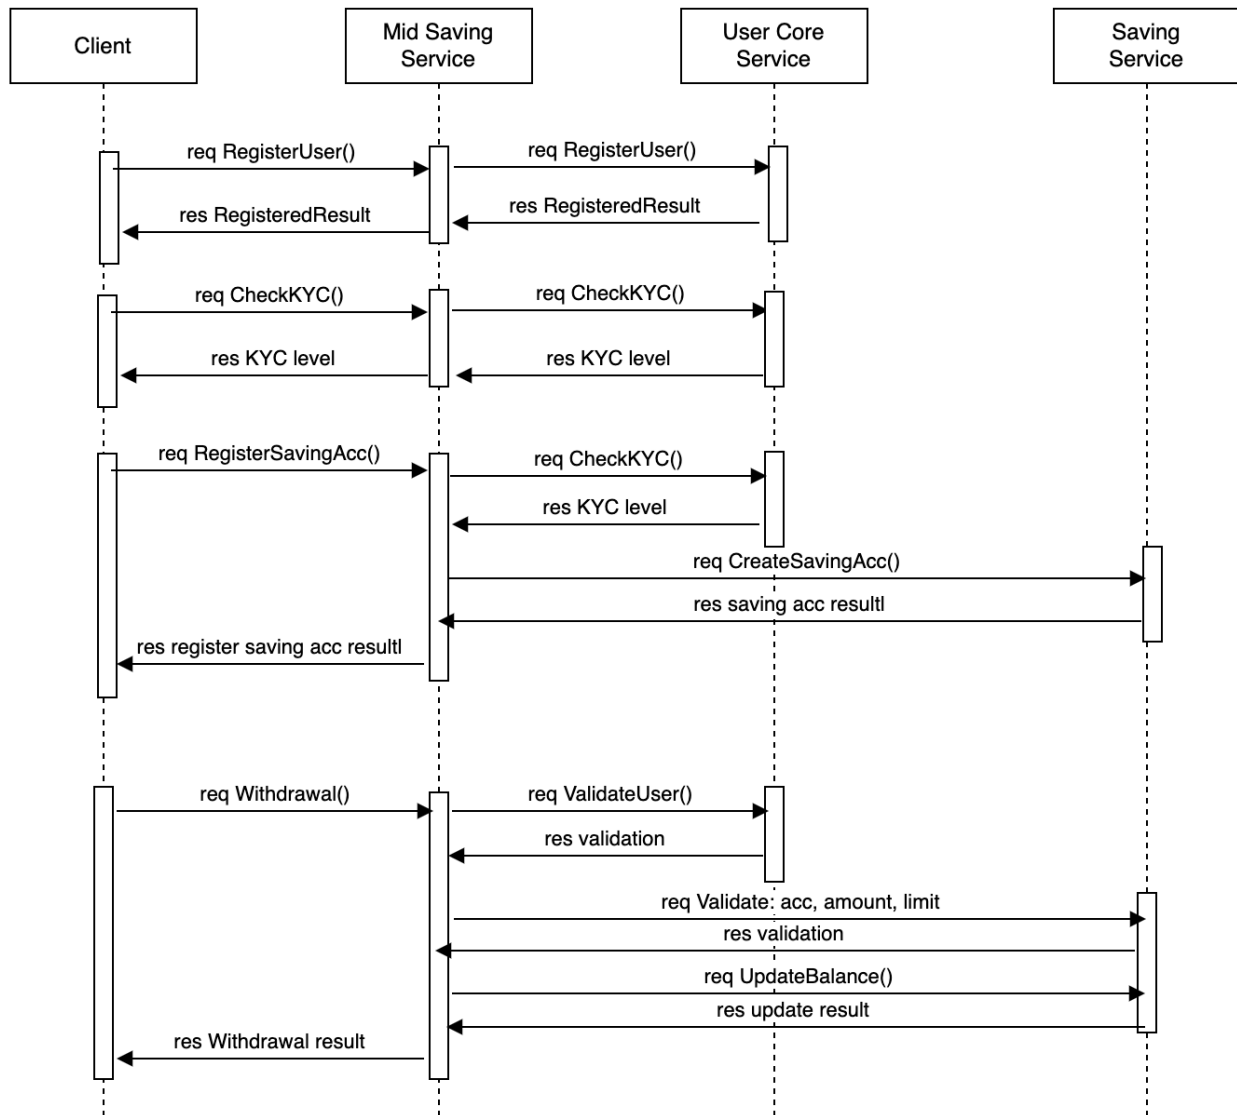 Client
Mid Saving
Service
User Core
Service
Saving
Service
req RegisterUser()
req RegisterUser()
res RegisteredResult
res RegisteredResult
req CheckKYC()
req CheckKYC()
res KYC level
res KYC level
req RegisterSavingAcc()
req CheckKYC()
res KYC level
req CreateSavingAcc()
res saving acc resultl
res register saving acc resultl
req Withdrawal()
req ValidateUser()
res validation
req Validate: acc, amount, limit
res validation
req UpdateBalance()
res update result
res Withdrawal result